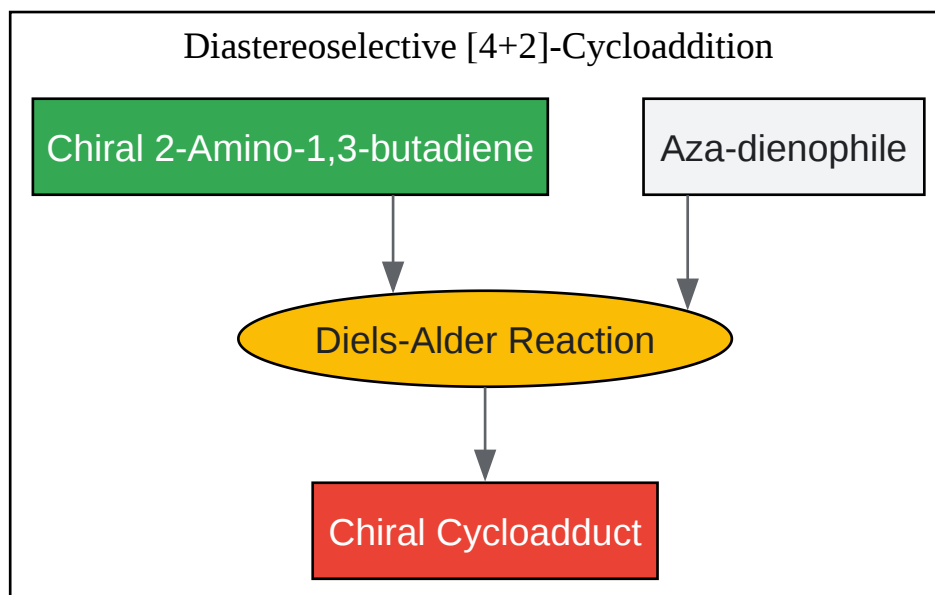 Diastereoselective [4+2]-Cycloaddition
Chiral 2-Amino-1,3-butadiene
Aza-dienophile
Diels-Alder Reaction
Chiral Cycloadduct